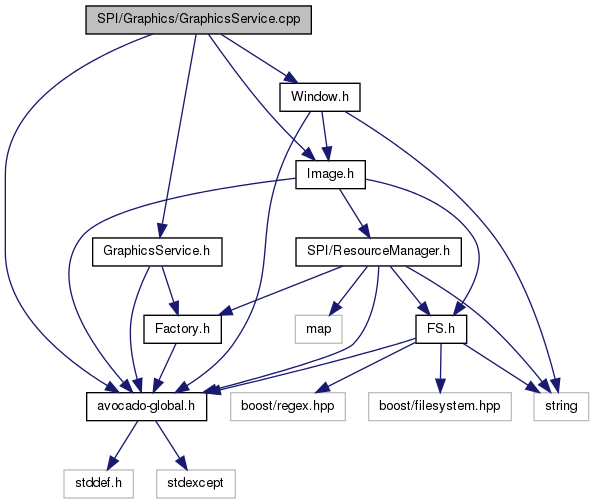 SPI/Graphics/GraphicsService.cpp
Window.h
Image.h
GraphicsService.h
SPI/ResourceManager.h
Factory.h
map
FS.h
avocado-global.h
boost/regex.hpp
boost/filesystem.hpp
string
stddef.h
stdexcept